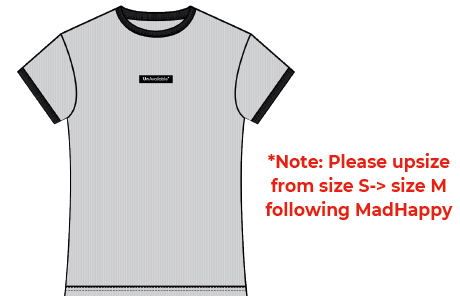 UnAvailable*
*Note: Please upsize
from size S-> size M
following MadHappy